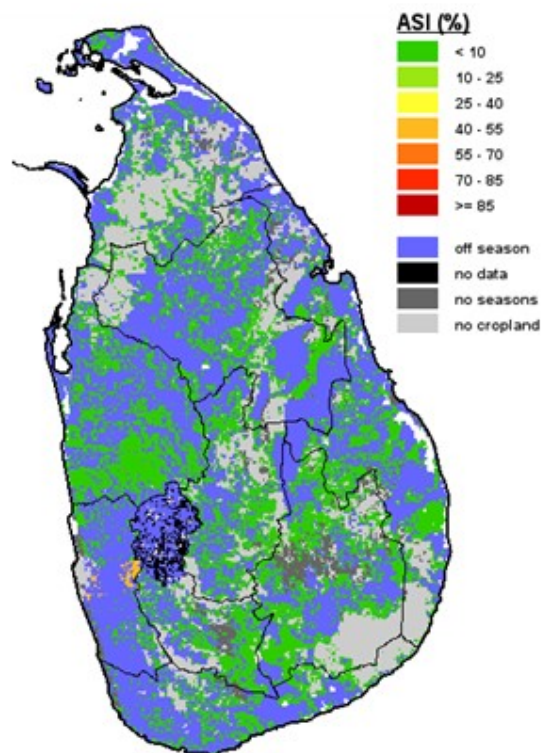 ASI (%)
< 10
10 - 25
25 - 40
40 - 55
55 - 70
70 - 85
>= 85
off season
no data
no seasons
no cropland